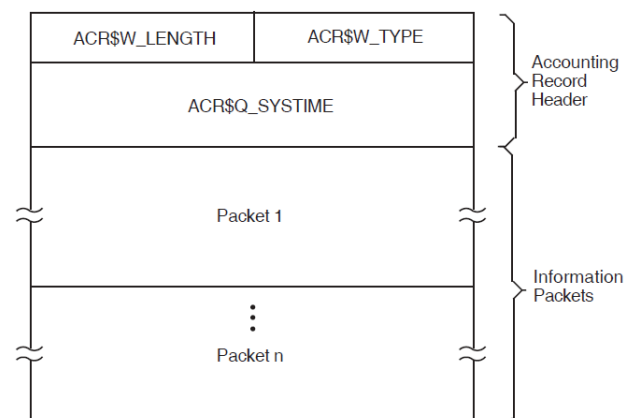 ACR$W_LENGTH
ACR$W_TYPE
Accounting
Record
Header
ACR$Q_SYSTIME
Packet 1
Information
Packets
Packet n